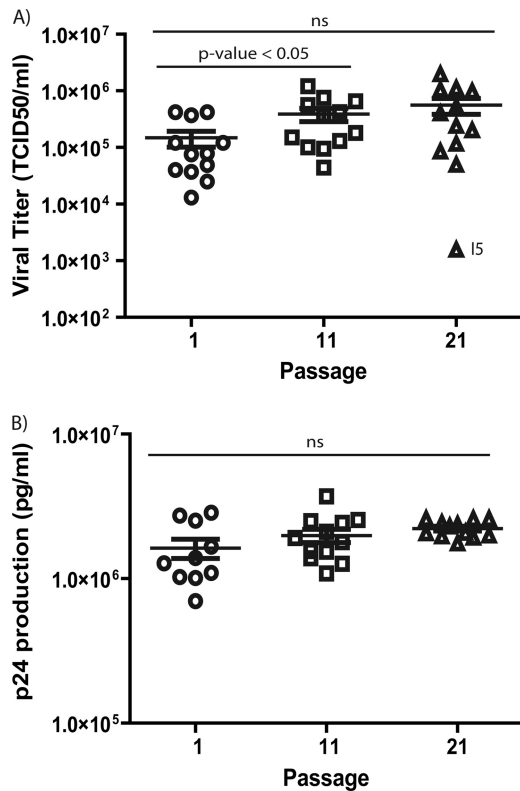 A)
ns
p-value < 0.05
1.0×10⁷
1.0×10⁶
1.0×10⁵
1.0×10⁴
1.0×10³
1.0×10²
Viral Titer (TCID50/ml)
I5
1 11 21
Passage
B)
ns
1.0×10⁷
1.0×10⁶
1.0×10⁵
p24 production (pg/ml)
1 11 21
Passage